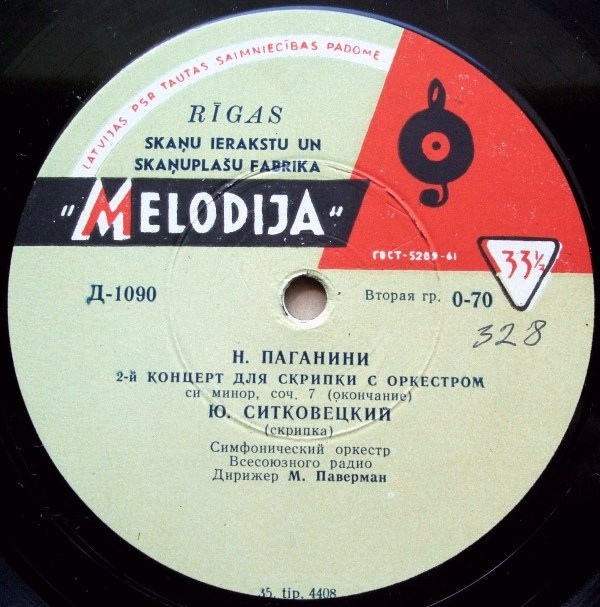 LATVIJAS PSR TAUTAS SAIMNIECĪBAS PADOME
RĪGAS
SKAŅU IERAKSTU UN
SKAŅUPLAŠU FABRIKA
"MELODIJA"
ГОСТ-5289-61
33⅓
Д-1090
Вторая гр. 0-70
328
Н. ПАГАНИНИ
2-й КОНЦЕРТ ДЛЯ СКРИПКИ С ОРКЕСТРОМ
си минор, соч. 7 (окончание)
Ю. СИТКОВЕЦКИЙ
(скрипка)
Симфонический оркестр
Всесоюзного радио
Дирижер М. Паверман
35. tip. 4408